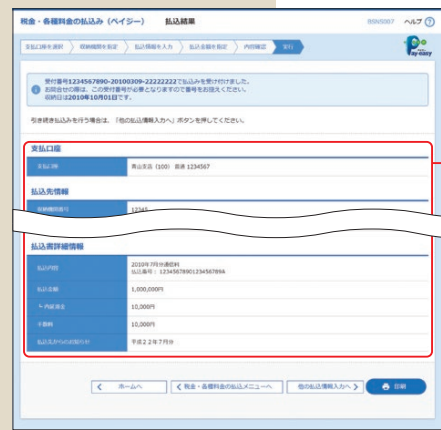 税金・各種料金の払込み（ペイジー） 払込結果
BSNS007 ヘルプ
支払口座を選択 収納機関を指定 払込情報を入力 払込金額を指定 内容確認 実行
Pay-easy
受付番号1234567890-20100309-22222222で払込みを受け付けました。
お問合せの際は、この受付番号が必要となりますので番号をお控えください。
収納日は2010年10月01日です。
引き続き払込みを行う場合は、「他の払込情報入力へ」ボタンを押してください。
支払口座
支払口座 青山支店（100） 普通 1234567
払込先情報
収納機関番号 12345
払込書詳細情報
払込内容 2010年7月分通信料
払込番号： 1234567890123456789A
払込金額 1,000,000円
内延滞金 10,000円
手数料 10,000円
払込先からのお知らせ 平成22年7月分
ホームへ 税金・各種料金の払込メニューへ 他の払込情報入力へ 印刷